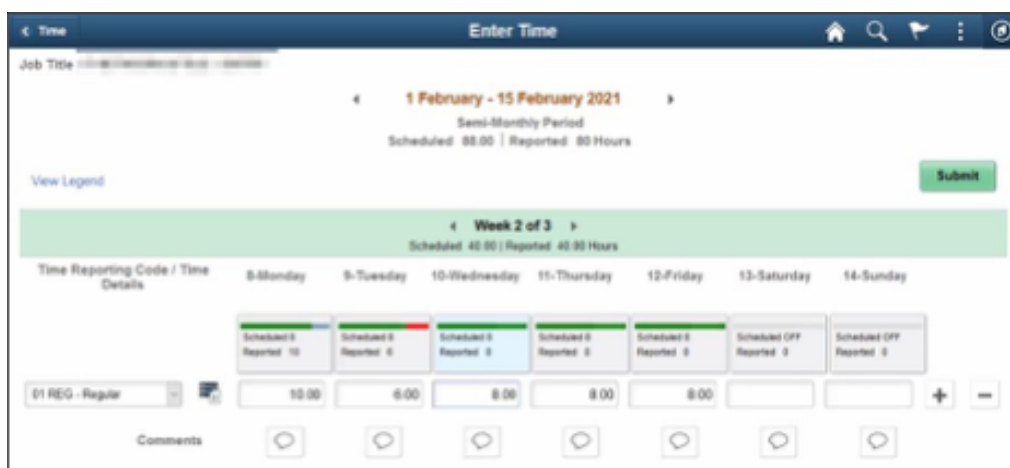 Time
Enter Time
Job Title
1 February - 15 February 2021
Semi-Monthly Period
Scheduled 88.00 | Reported 80 Hours
View Legend
Submit
Week 2 of 3
Scheduled 40.00 | Reported 40.00 Hours
Time Reporting Code / Time Details 8-Monday 9-Tuesday 10-Wednesday 11-Thursday 12-Friday 13-Saturday 14-Sunday
Scheduled 8 Scheduled 8 Scheduled 8 Scheduled 8 Scheduled 8 Scheduled OFF Scheduled OFF
Reported 10 Reported 6 Reported 8 Reported 8 Reported 8 Reported 0 Reported 0
01 REG - Regular 10.00 6.00 8.00 8.00 8.00
Comments